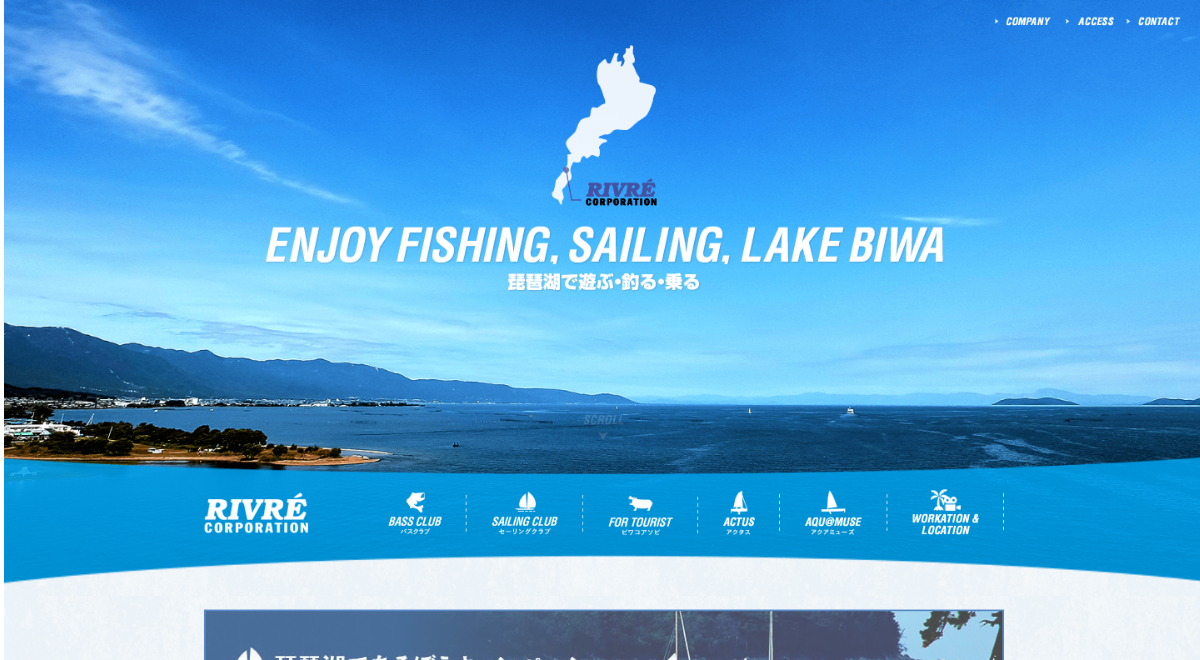 COMPANY
ACCESS
CONTACT
RIVRÉ
CORPORATION
ENJOY FISHING, SAILING, LAKE BIWA
琵琶湖で遊ぶ・釣る・乗る
SCROLL
RIVRÉ
CORPORATION
BASS CLUB
バスクラブ
SAILING CLUB
セーリングクラブ
FOR TOURIST
ビワコアソビ
ACTUS
アクタス
AQU@MUSE
アクアミューズ
WORKATION &
LOCATION